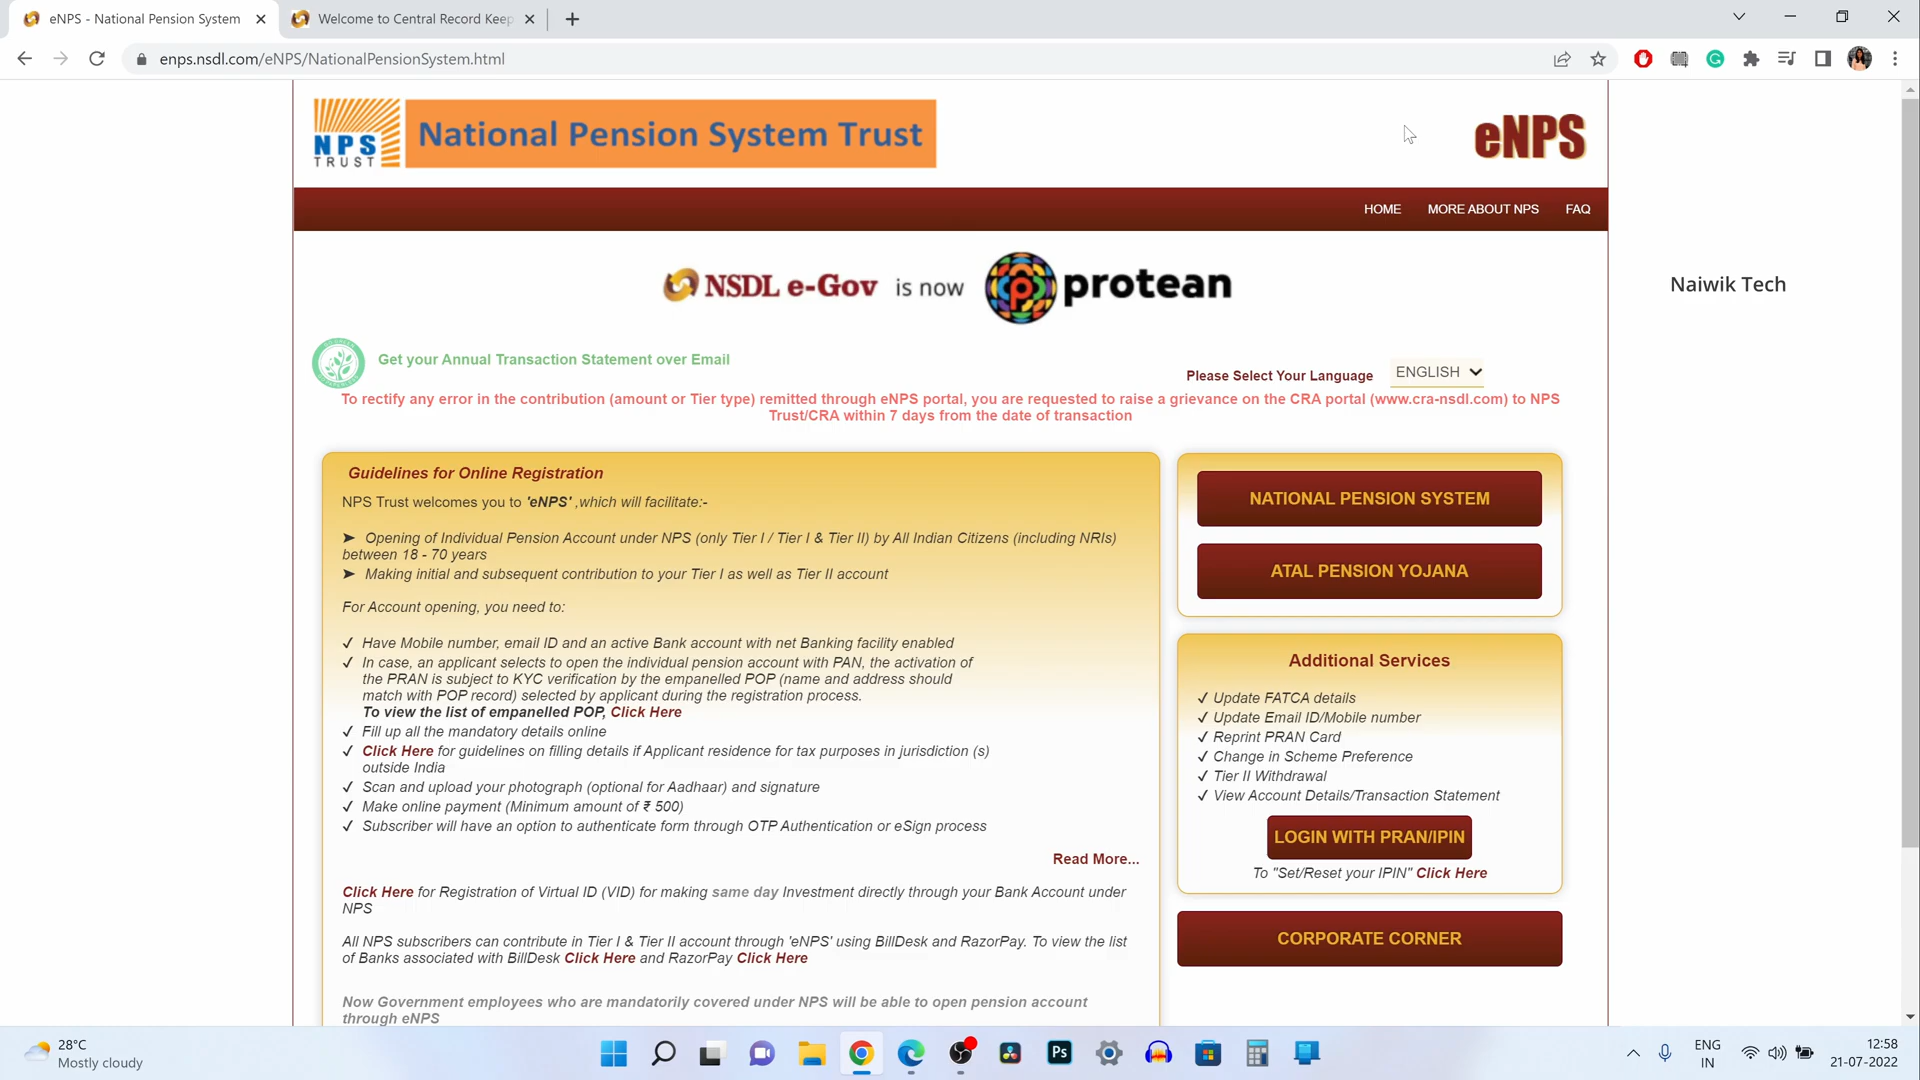 eNPS - National Pension System
Welcome to Central Record Keep
enps.nsdl.com/eNPS/NationalPensionSystem.html
NPS
TRUST
National Pension System Trust
eNPS
HOME
MORE ABOUT NPS
FAQ
NSDL e-Gov is now protean
Naiwik Tech
Get your Annual Transaction Statement over Email
Please Select Your Language
ENGLISH
To rectify any error in the contribution (amount or Tier type) remitted through eNPS portal, you are requested to raise a grievance on the CRA portal (www.cra-nsdl.com) to NPS
Trust/CRA within 7 days from the date of transaction
Guidelines for Online Registration
NPS Trust welcomes you to 'eNPS' ,which will facilitate:-
➤ Opening of Individual Pension Account under NPS (only Tier I / Tier I & Tier II) by All Indian Citizens (including NRIs)
between 18 - 70 years
➤ Making initial and subsequent contribution to your Tier I as well as Tier II account
For Account opening, you need to:
✓ Have Mobile number, email ID and an active Bank account with net Banking facility enabled
✓ In case, an applicant selects to open the individual pension account with PAN, the activation of
the PRAN is subject to KYC verification by the empanelled POP (name and address should
match with POP record) selected by applicant during the registration process.
To view the list of empanelled POP, Click Here
✓ Fill up all the mandatory details online
✓ Click Here for guidelines on filling details if Applicant residence for tax purposes in jurisdiction (s)
outside India
✓ Scan and upload your photograph (optional for Aadhaar) and signature
✓ Make online payment (Minimum amount of ₹ 500)
✓ Subscriber will have an option to authenticate form through OTP Authentication or eSign process
Read More...
Click Here for Registration of Virtual ID (VID) for making same day Investment directly through your Bank Account under
NPS
All NPS subscribers can contribute in Tier I & Tier II account through 'eNPS' using BillDesk and RazorPay. To view the list
of Banks associated with BillDesk Click Here and RazorPay Click Here
Now Government employees who are mandatorily covered under NPS will be able to open pension account
through eNPS
NATIONAL PENSION SYSTEM
ATAL PENSION YOJANA
Additional Services
✓ Update FATCA details
✓ Update Email ID/Mobile number
✓ Reprint PRAN Card
✓ Change in Scheme Preference
✓ Tier II Withdrawal
✓ View Account Details/Transaction Statement
LOGIN WITH PRAN/IPIN
To "Set/Reset your IPIN" Click Here
CORPORATE CORNER
28°C
Mostly cloudy
Ps
ENG
IN
12:58
21-07-2022